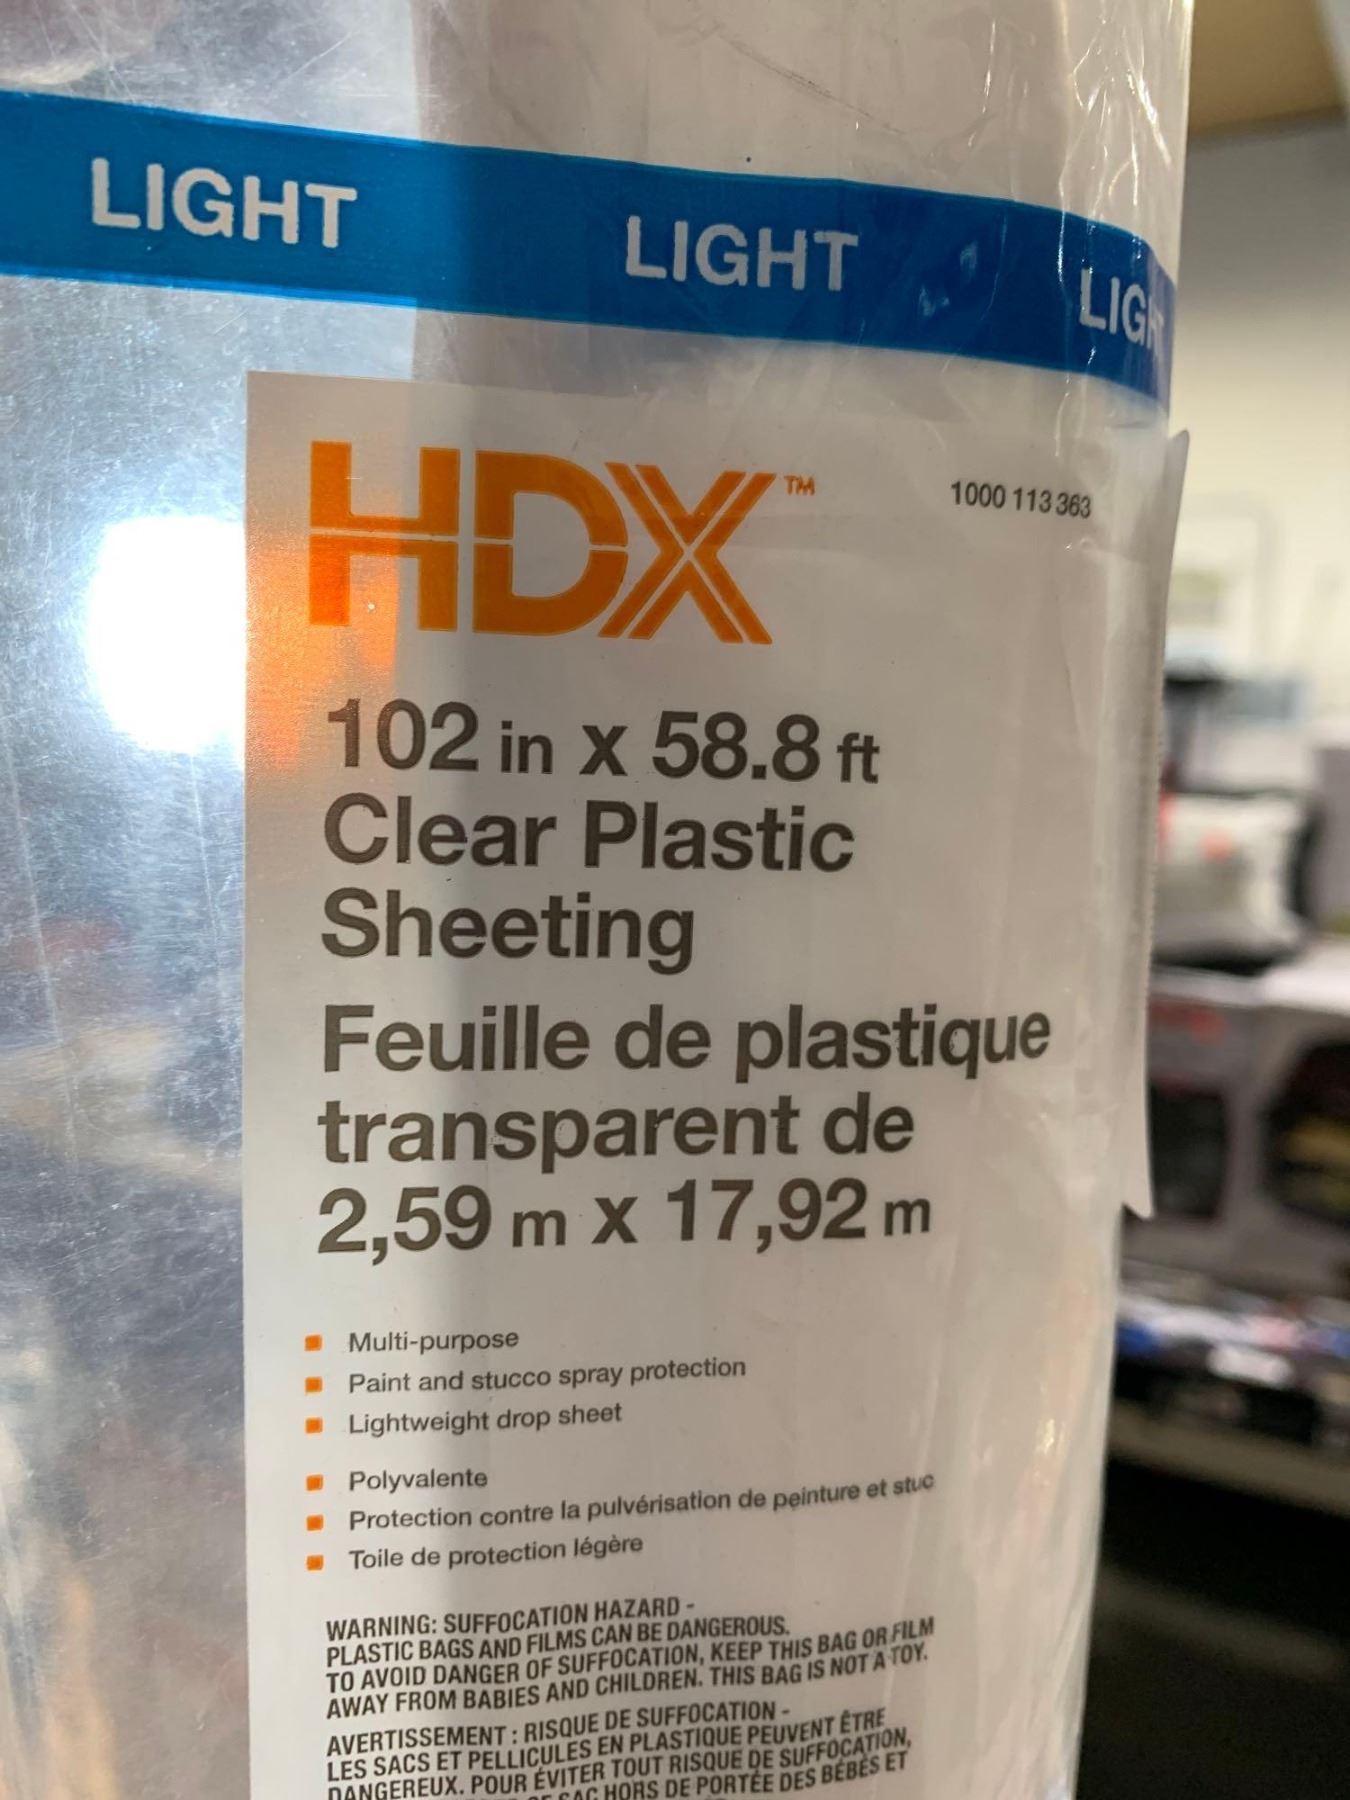 LIGHT LIGHT LIGH
HDX™ 1000 113 363
102 in x 58.8 ft
Clear Plastic
Sheeting
Feuille de plastique
transparent de
2,59 m x 17,92 m
Multi-purpose
Paint and stucco spray protection
Lightweight drop sheet
Polyvalente
Protection contre la pulvérisation de peinture et stuc
Toile de protection légère
WARNING: SUFFOCATION HAZARD -
PLASTIC BAGS AND FILMS CAN BE DANGEROUS.
TO AVOID DANGER OF SUFFOCATION, KEEP THIS BAG OR FILM
AWAY FROM BABIES AND CHILDREN. THIS BAG IS NOT A TOY.
AVERTISSEMENT : RISQUE DE SUFFOCATION -
LES SACS ET PELLICULES EN PLASTIQUE PEUVENT ÊTRE
DANGEREUX. POUR ÉVITER TOUT RISQUE DE SUFFOCATION,
SAC HORS DE PORTÉE DES BÉBÉS ET